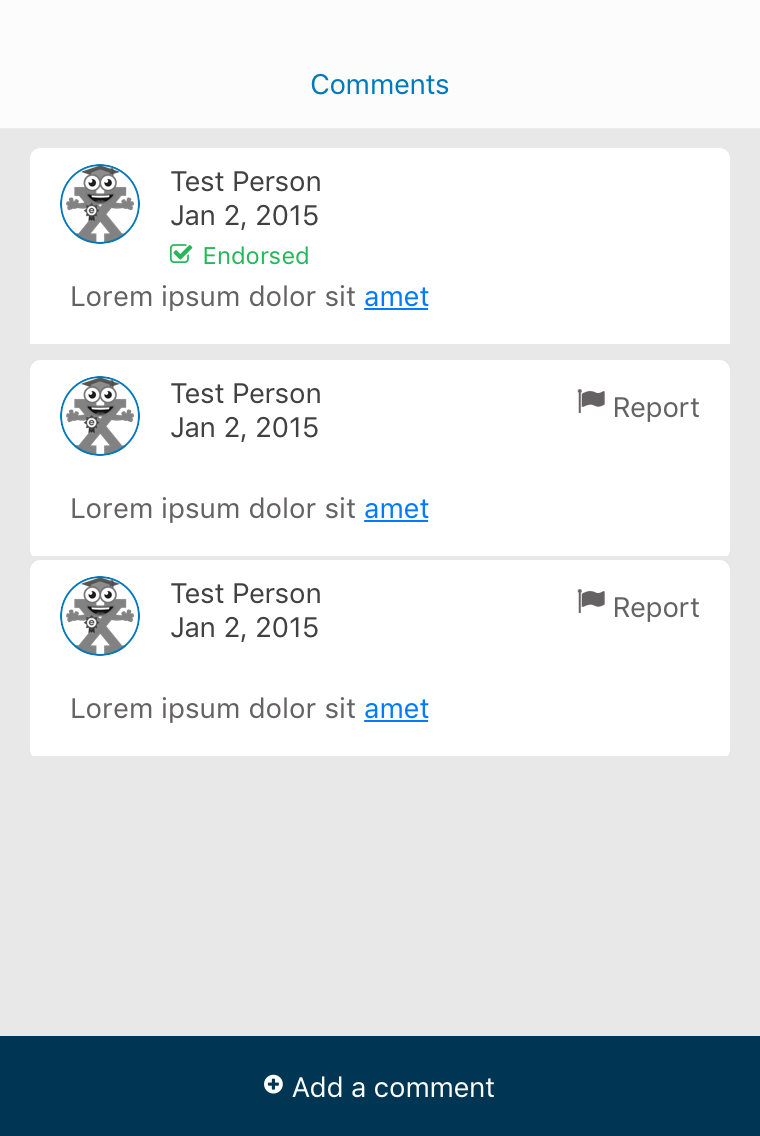 Comments
Test Person
Jan 2, 2015
Endorsed
Lorem ipsum dolor sit amet
Test Person
Report
Jan 2, 2015
Lorem ipsum dolor sit amet
Test Person
Report
Jan 2, 2015
Lorem ipsum dolor sit amet
Add a comment